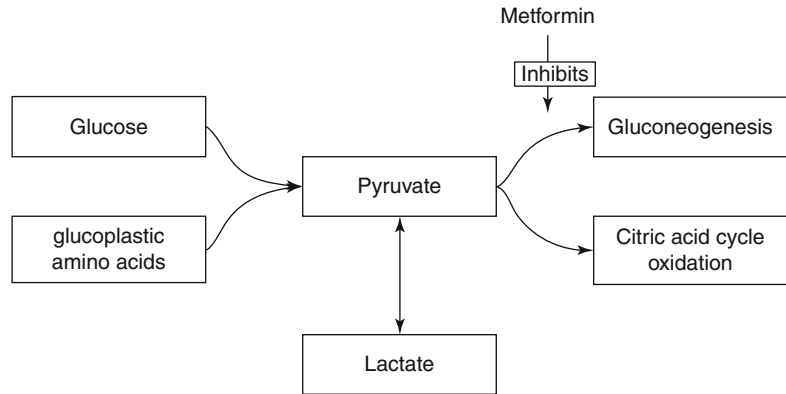 Metformin
Inhibits
Glucose
Gluconeogenesis
Pyruvate
glucoplastic
amino acids
Citric acid cycle
oxidation
Lactate